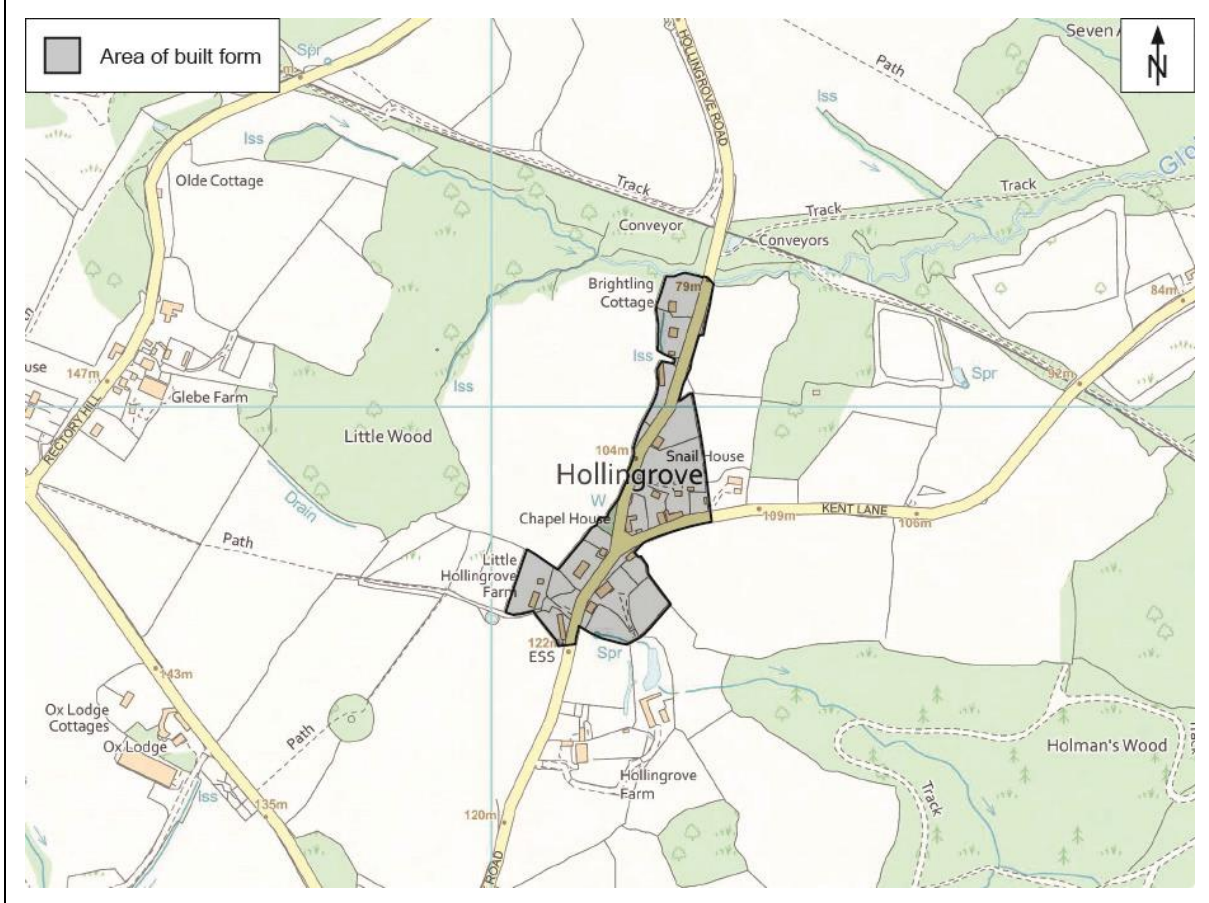 Area of built form
N
Spr
HOLLINGROVE ROAD
Seven
Path
Iss
Iss
Olde Cottage
Track
Track
Track
Conveyor
Conveyors
Brightling
Cottage
79m
84m
Iss
Iss
Spr
92m
147m
Glebe Farm
RECTORY HILL
Little Wood
104m
Snail House
Hollingrove
W
Chapel House
109m
KENT LANE
106m
Drain
Path
Little
Hollingrove
Farm
122m
ESS
Spr
143m
Ox Lodge
Cottages
Ox Lodge
Path
Iss
135m
Hollingrove
Farm
120m
ROAD
Holman's Wood
Track
Track